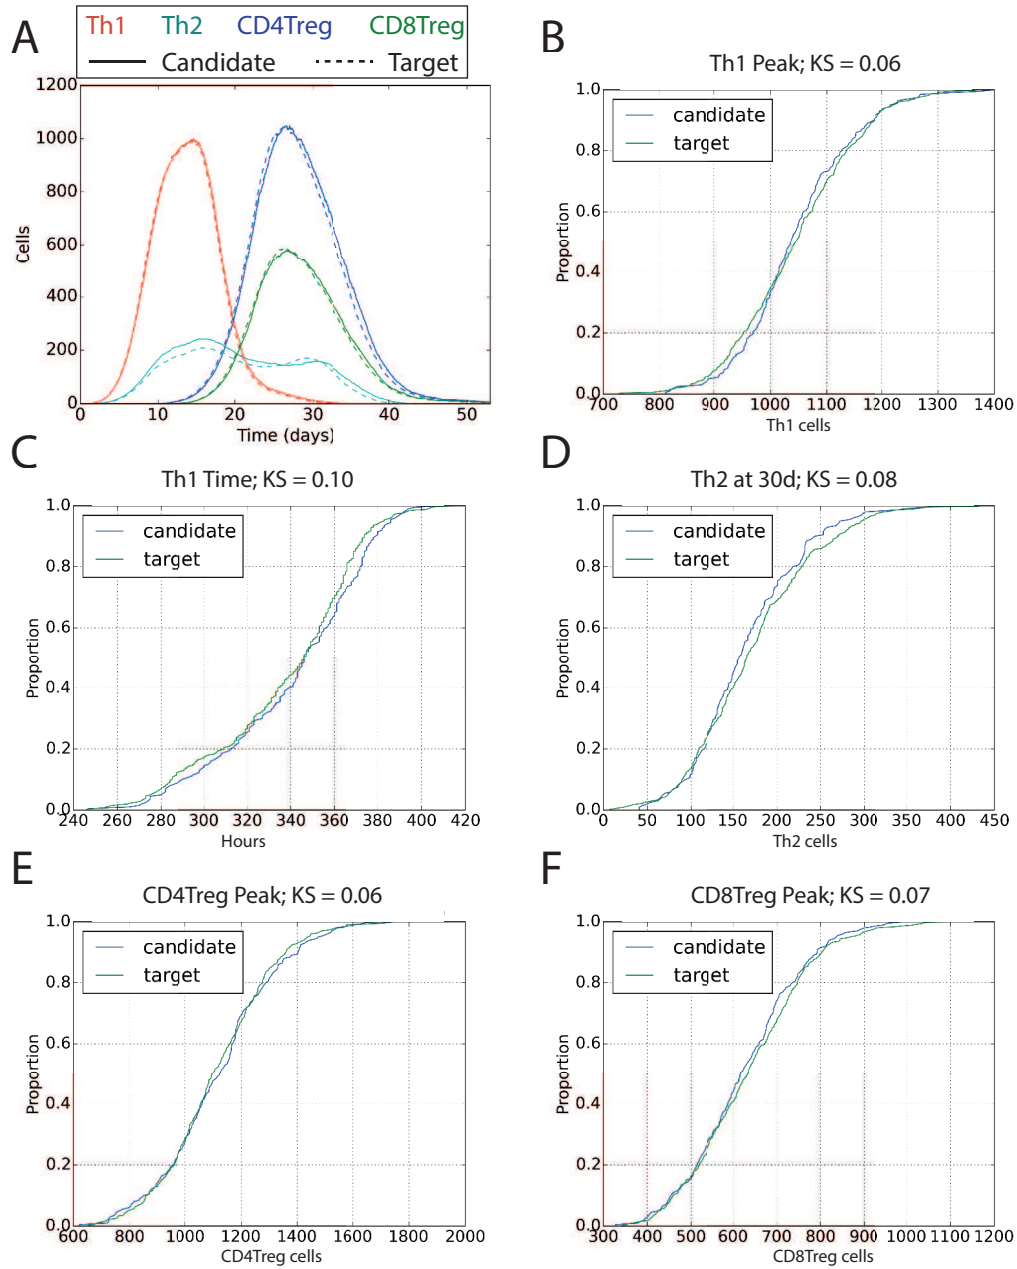 A
Th1 Th2 CD4Treg CD8Treg
Candidate Target
1200
1000
800
600
400
200
0
Cells
0 10 20 30 40 50
Time (days)
B
Th1 Peak; KS = 0.06
candidate
target
1.0
0.8
0.6
0.4
0.2
0.0
Proportion
700 800 900 1000 1100 1200 1300 1400
Th1 cells
C
Th1 Time; KS = 0.10
candidate
target
1.0
0.8
0.6
0.4
0.2
0.0
Proportion
240 260 280 300 320 340 360 380 400 420
Hours
D
Th2 at 30d; KS = 0.08
candidate
target
1.0
0.8
0.6
0.4
0.2
0.0
Proportion
0 50 100 150 200 250 300 350 400 450
Th2 cells
E
CD4Treg Peak; KS = 0.06
candidate
target
1.0
0.8
0.6
0.4
0.2
0.0
Proportion
600 800 1000 1200 1400 1600 1800 2000
CD4Treg cells
F
CD8Treg Peak; KS = 0.07
candidate
target
1.0
0.8
0.6
0.4
0.2
0.0
Proportion
300 400 500 600 700 800 900 1000 1100 1200
CD8Treg cells